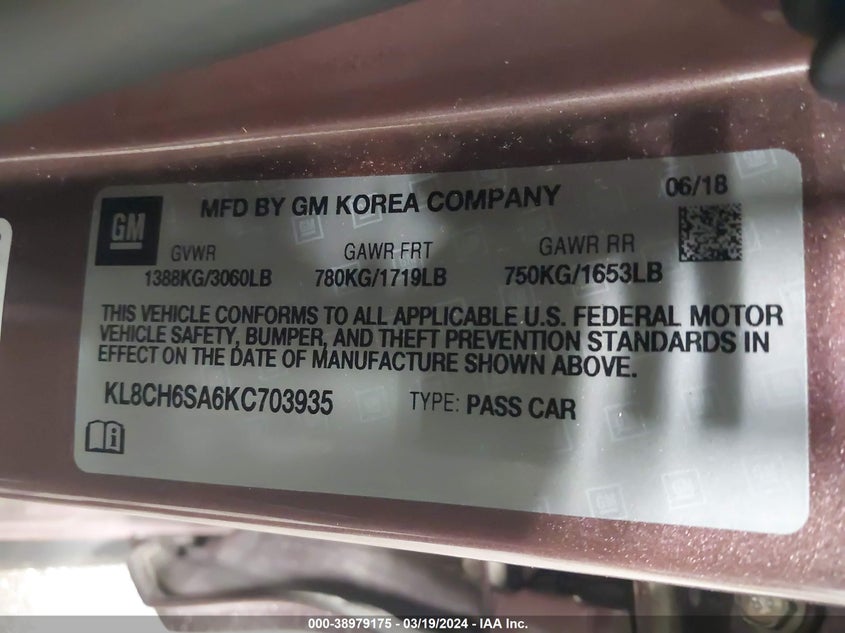 GM
MFD BY GM KOREA COMPANY
06/18
GVWR GAWR FRT GAWR RR
1388KG/3060LB 780KG/1719LB 750KG/1653LB
THIS VEHICLE CONFORMS TO ALL APPLICABLE U.S. FEDERAL MOTOR
VEHICLE SAFETY, BUMPER, AND THEFT PREVENTION STANDARDS IN
EFFECT ON THE DATE OF MANUFACTURE SHOWN ABOVE.
KL8CH6SA6KC703935 TYPE: PASS CAR
000-38979175 - 03/19/2024 - IAA Inc.